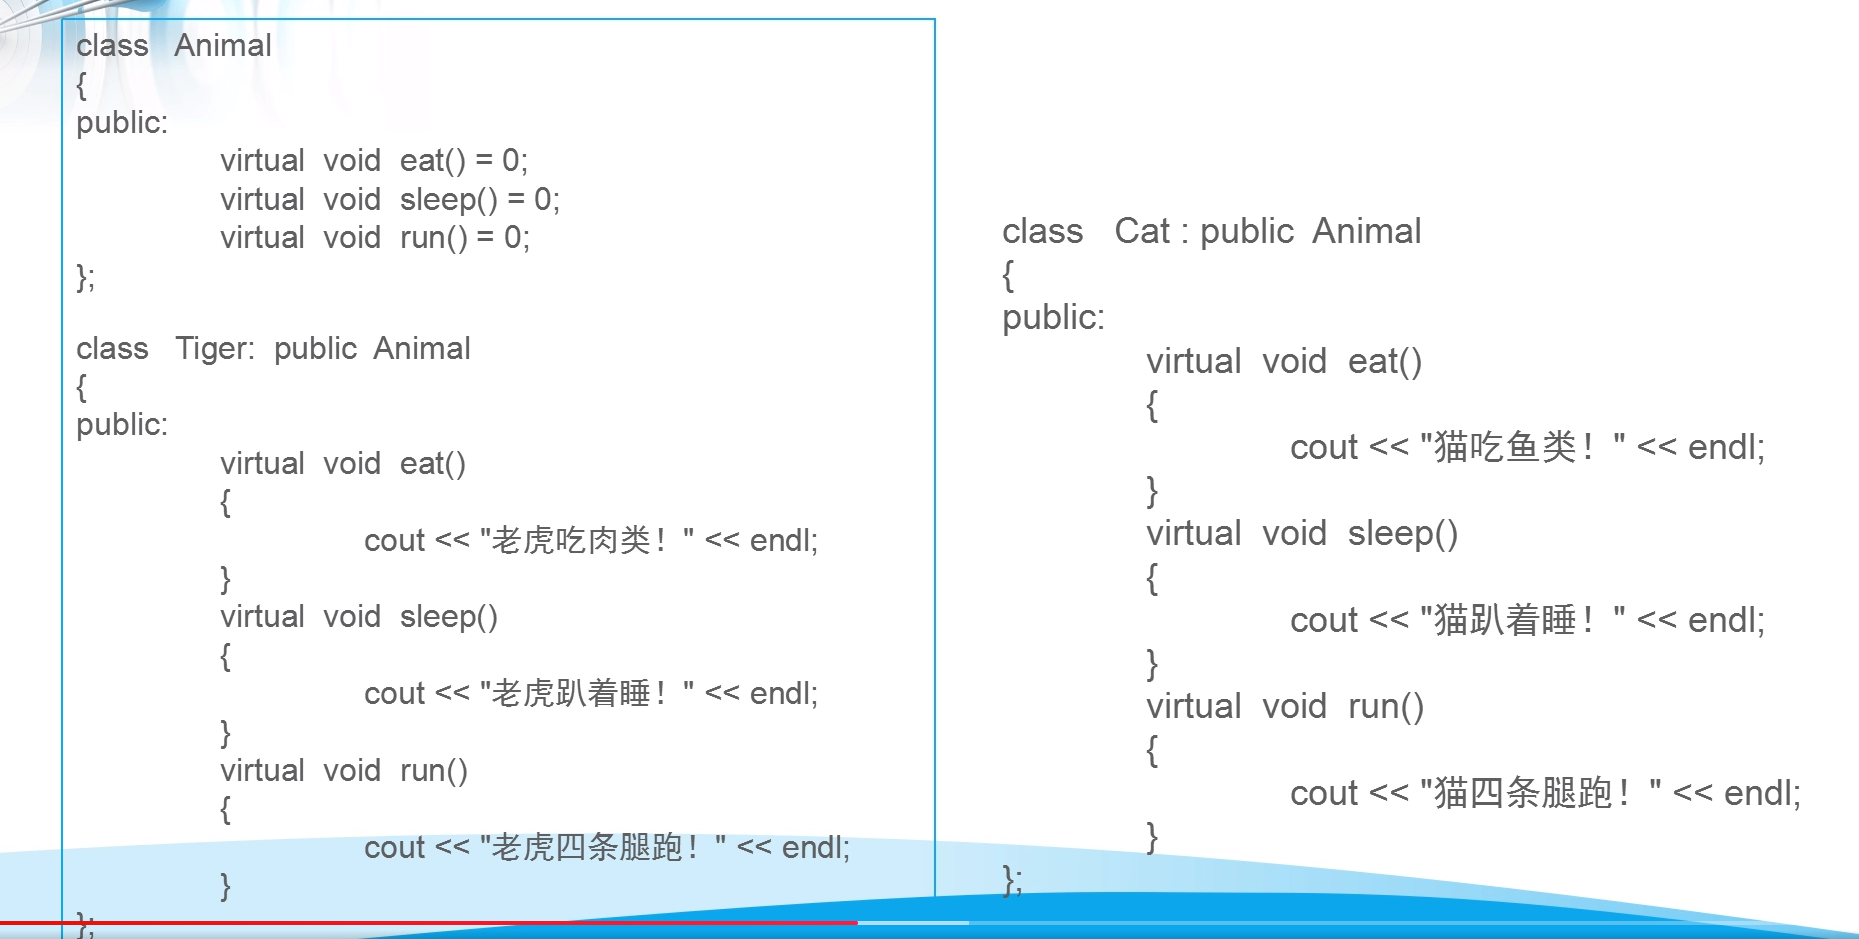 class   Animal
{
public:
virtual  void  eat() = 0;
virtual  void  sleep() = 0;
virtual  void  run() = 0;
};
class   Tiger:  public  Animal
{
public:
virtual  void  eat()
{
cout << "老虎吃肉类！" << endl;
}
virtual  void  sleep()
{
cout << "老虎趴着睡！" << endl;
}
virtual  void  run()
{
cout << "老虎四条腿跑！" << endl;
}
};
class   Cat : public  Animal
{
public:
virtual  void  eat()
{
cout << "猫吃鱼类！" << endl;
}
virtual  void  sleep()
{
cout << "猫趴着睡！" << endl;
}
virtual  void  run()
{
cout << "猫四条腿跑！" << endl;
}
};